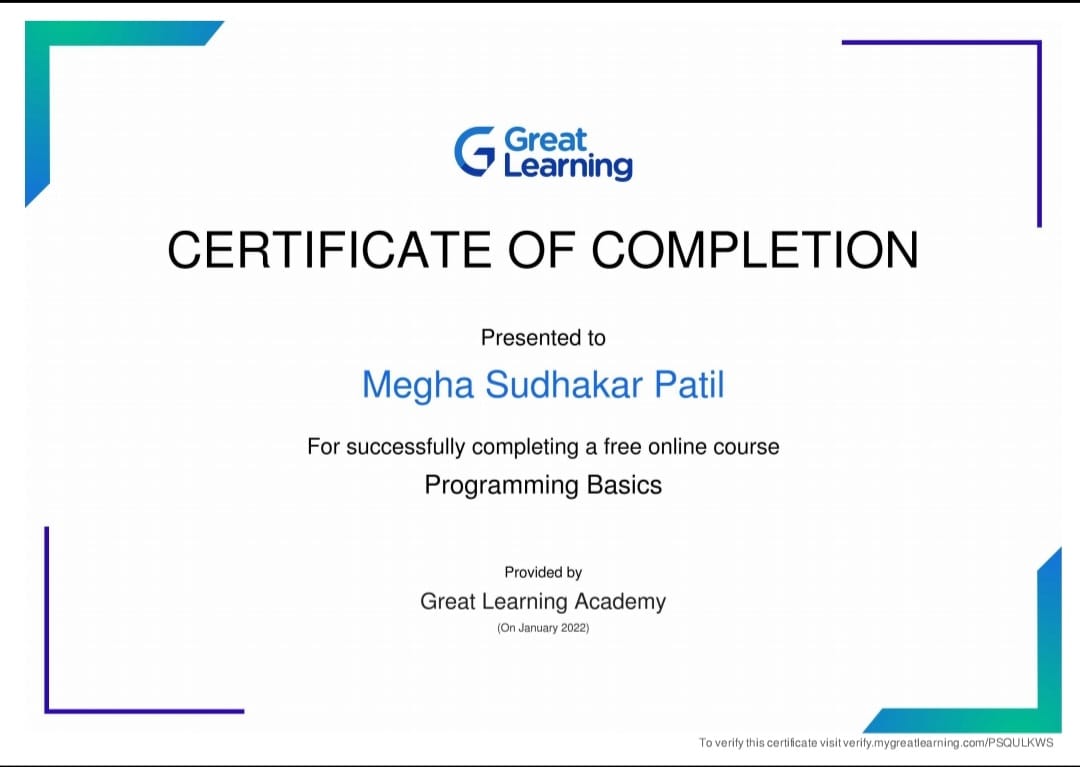 Great
Learning
CERTIFICATE OF COMPLETION
Presented to
Megha Sudhakar Patil
For successfully completing a free online course
Programming Basics
Provided by
Great Learning Academy
(On January 2022)
To verify this certificate visit verify.mygreatlearning.com/PSQULKWS